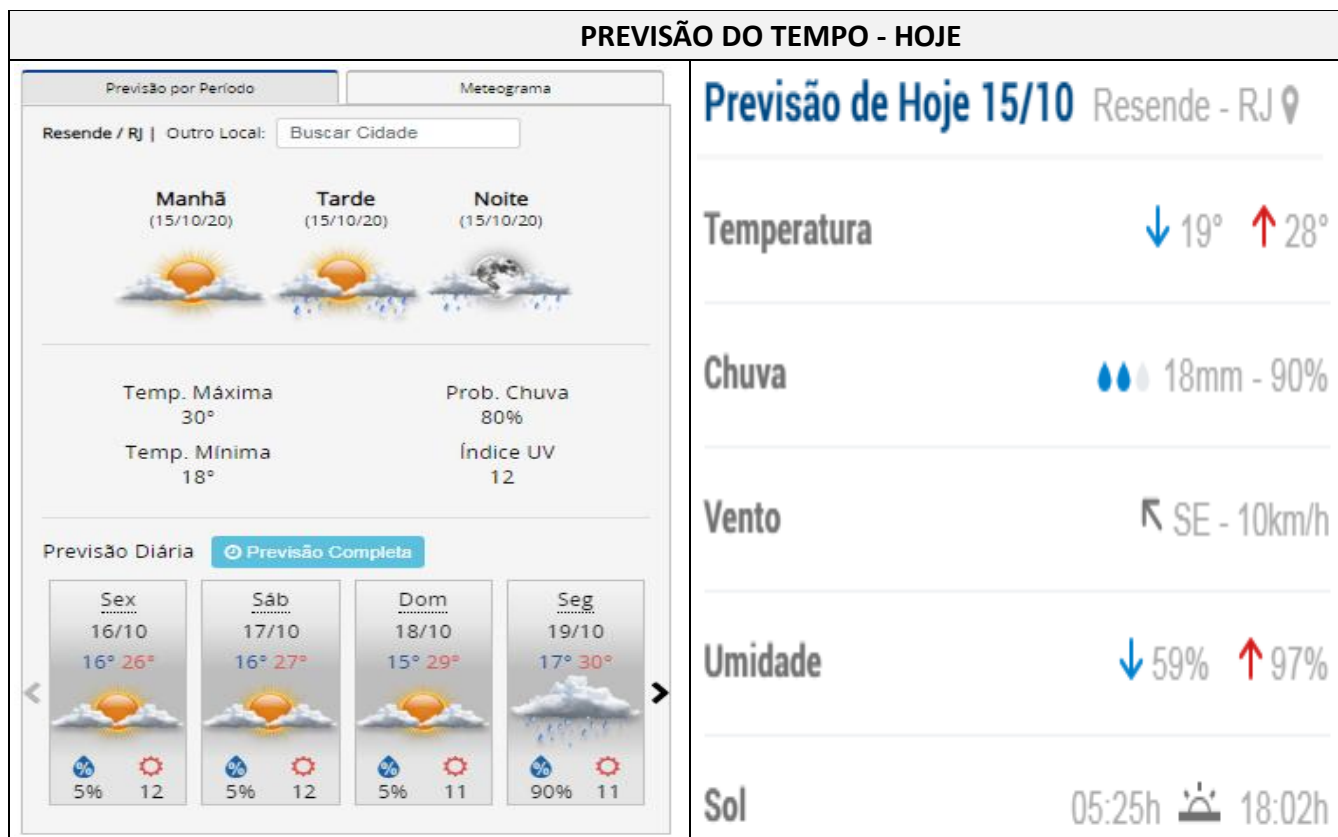 PREVISÃO DO TEMPO - HOJE
Previsão por Período
Meteograma
Resende / RJ | Outro Local: Buscar Cidade
Manhã Tarde Noite
(15/10/20) (15/10/20) (15/10/20)
Temp. Máxima Prob. Chuva
30° 80%
Temp. Mínima Índice UV
18° 12
Previsão Diária Previsão Completa
Sex Sáb Dom Seg
16/10 17/10 18/10 19/10
16° 26° 16° 27° 15° 29° 17° 30°
% % % %
5% 12 5% 12 5% 11 90% 11
Previsão de Hoje 15/10 Resende - RJ
Temperatura 19° 28°
Chuva 18mm - 90%
Vento SE - 10km/h
Umidade 59% 97%
Sol 05:25h 18:02h